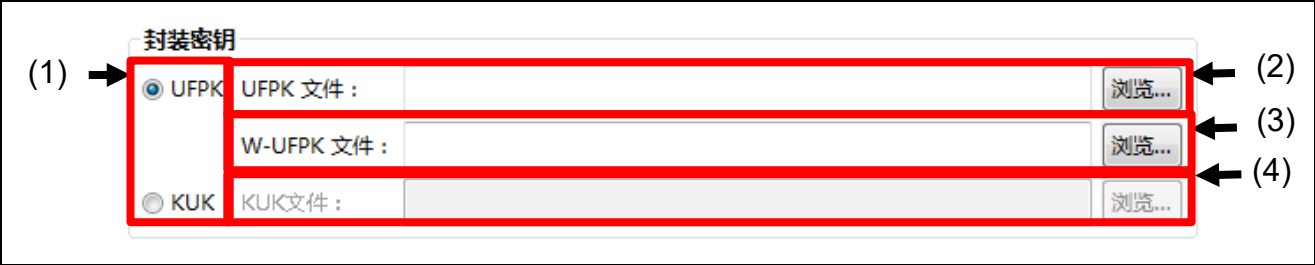 封装密钥
(1) UFPK UFPK 文件： 浏览... (2)
W-UFPK 文件： 浏览... (3)
KUK KUK文件： 浏览... (4)